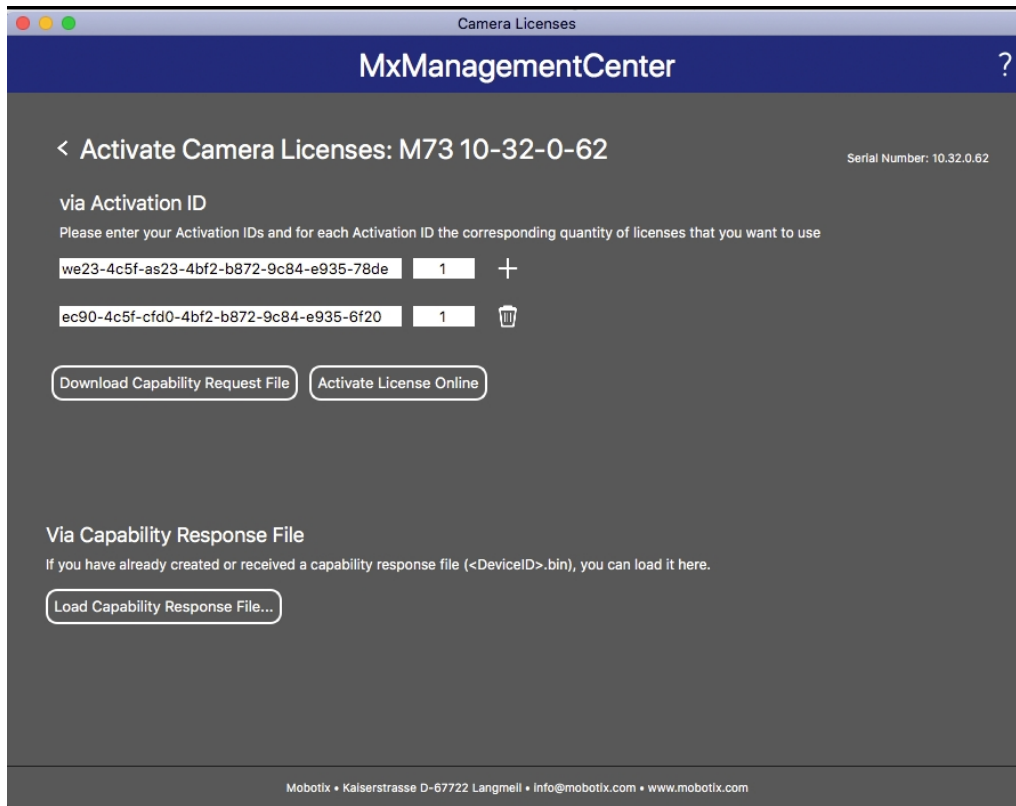 Camera Licenses
MxManagementCenter ?
< Activate Camera Licenses: M73 10-32-0-62
Serial Number: 10.32.0.62
via Activation ID
Please enter your Activation IDs and for each Activation ID the corresponding quantity of licenses that you want to use
we23-4c5f-as23-4bf2-b872-9c84-e935-78de 1 +
ec90-4c5f-cfd0-4bf2-b872-9c84-e935-6f20 1
Download Capability Request File Activate License Online
Via Capability Response File
If you have already created or received a capability response file (<DeviceID>.bin), you can load it here.
Load Capability Response File...
Mobotix • Kaiserstrasse D-67722 Langmeil • info@mobotix.com • www.mobotix.com